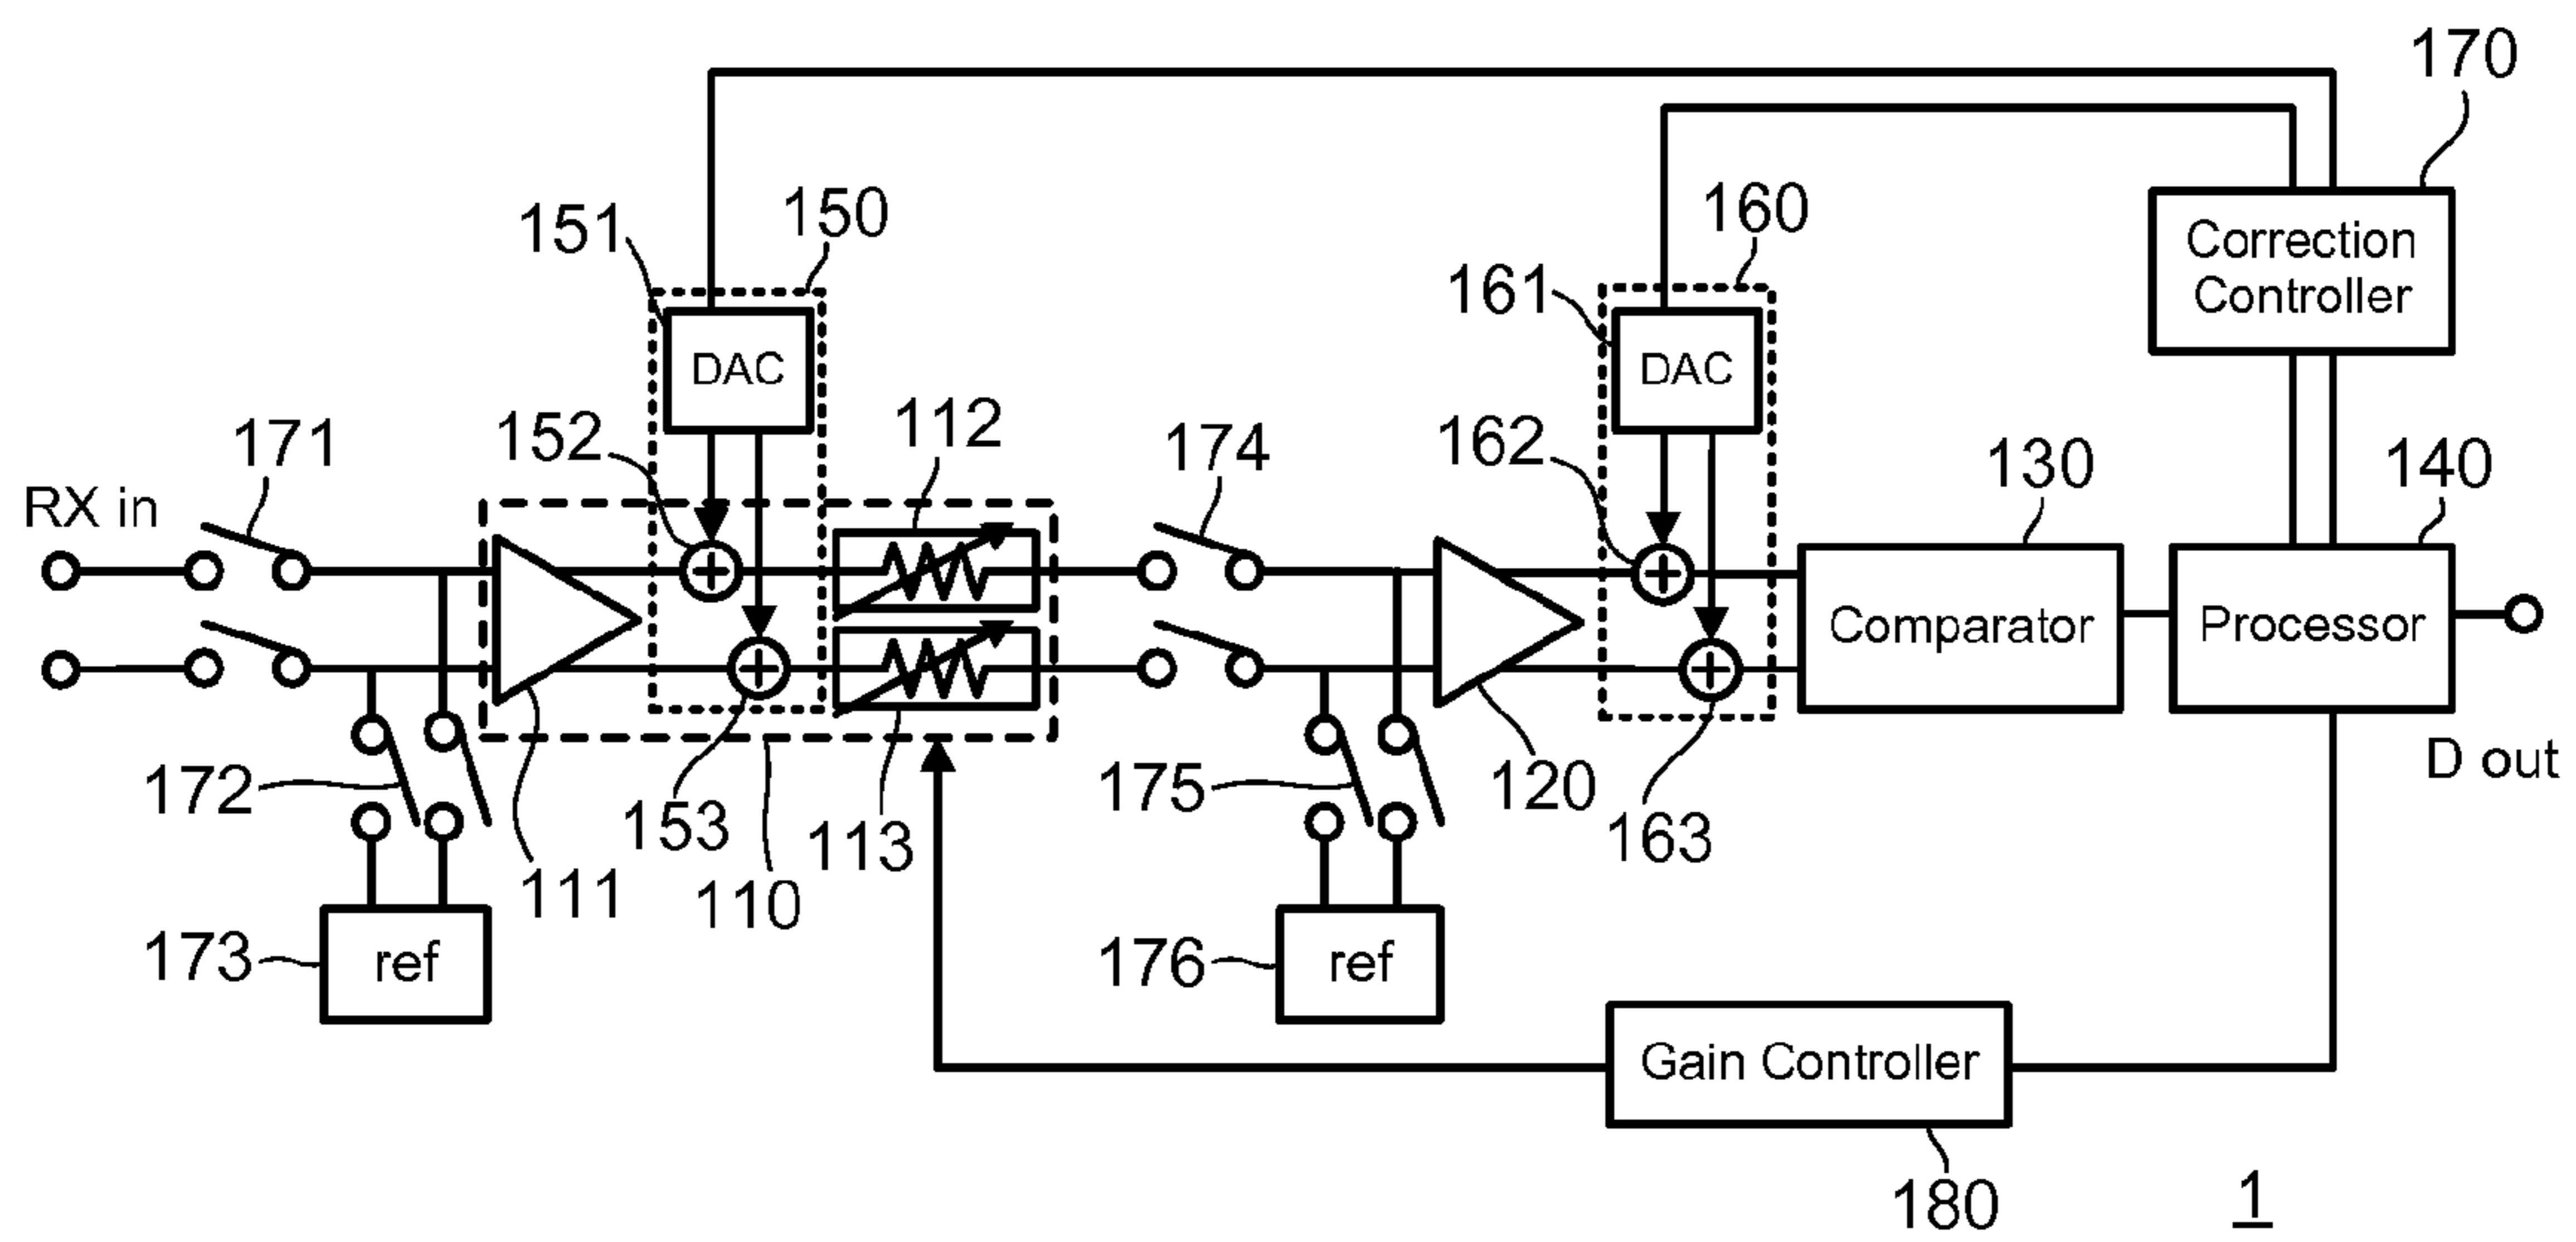 170
150
151
160
161
Correction
Controller
DAC
DAC
152
112
171
174
162
130
140
RX in
Comparator
Processor
D out
172
153
113
175
120
163
111
110
173
ref
176
ref
Gain Controller
180
1